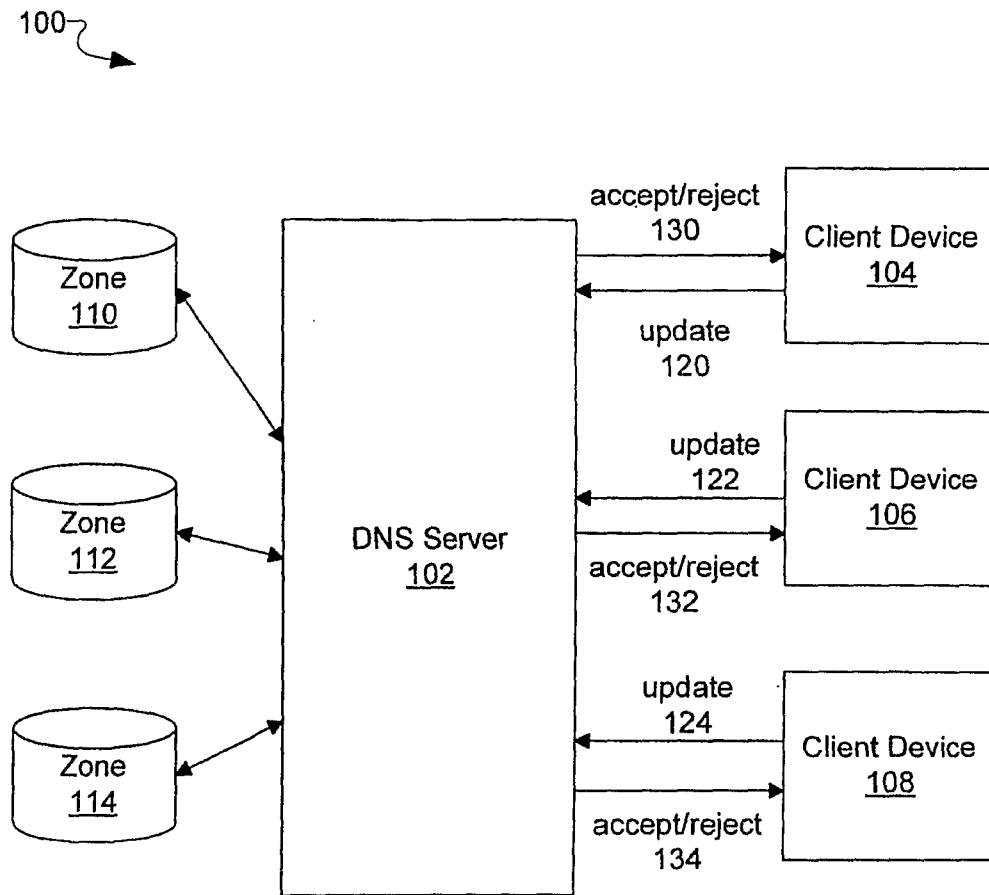 100
Zone
110
Zone
112
Zone
114
DNS Server
102
accept/reject
130
update
120
Client Device
104
update
122
accept/reject
132
Client Device
106
update
124
accept/reject
134
Client Device
108